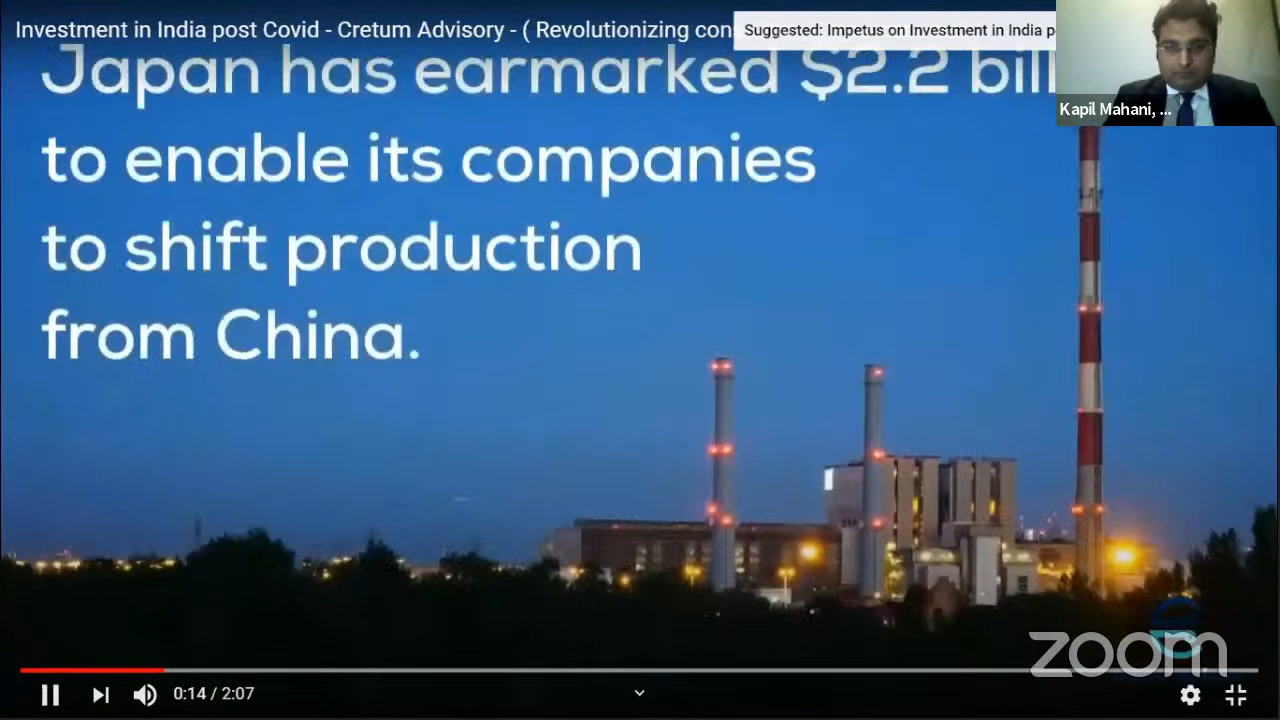 Investment in India post Covid - Cretum Advisory - ( Revolutionizing con
Suggested: Impetus on Investment in India p
Japan has earmarked $2.2 bill
to enable its companies
to shift production
from China.
Kapil Mahani, ...
zoom
0:14 / 2:07